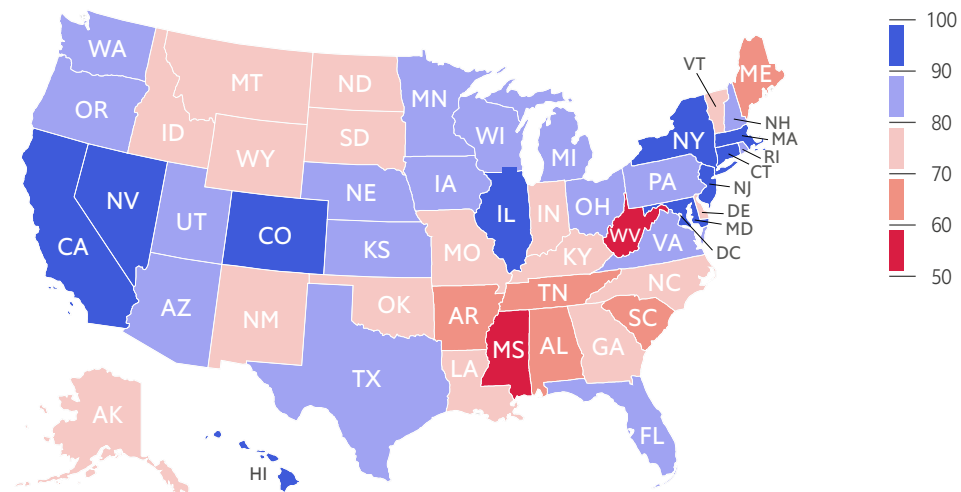 WA
OR
CA
NV
ID
MT
WY
UT
CO
AZ
NM
ND
SD
NE
KS
OK
TX
MN
IA
MO
AR
LA
WI
IL
MI
IN
OH
KY
TN
MS
AL
GA
FL
SC
NC
VA
WV
PA
NY
VT
ME
NH
MA
RI
CT
NJ
DE
MD
DC
AK
HI
100
90
80
70
60
50